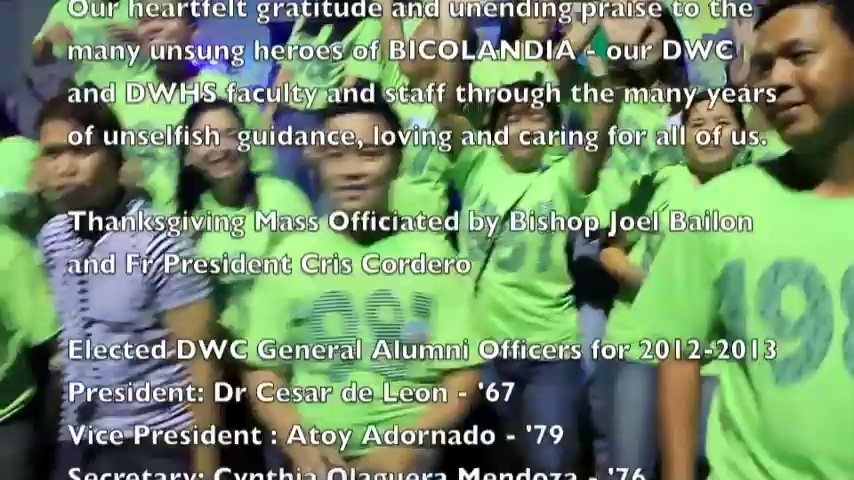 Our heartfelt gratitude and unending praise to the
many unsung heroes of BICOLANDIA - our DWC
and DWHS faculty and staff through the many years
of unselfish guidance, loving and caring for all of us.
Thanksgiving Mass Officiated by Bishop Joel Bailon
and Fr President Cris Cordero
Elected DWC General Alumni Officers for 2012-2013
President: Dr Cesar de Leon - '67
Vice President : Atoy Adornado - '79
Secretary: Cynthia Olaguera Mendoza - '76
1981
198